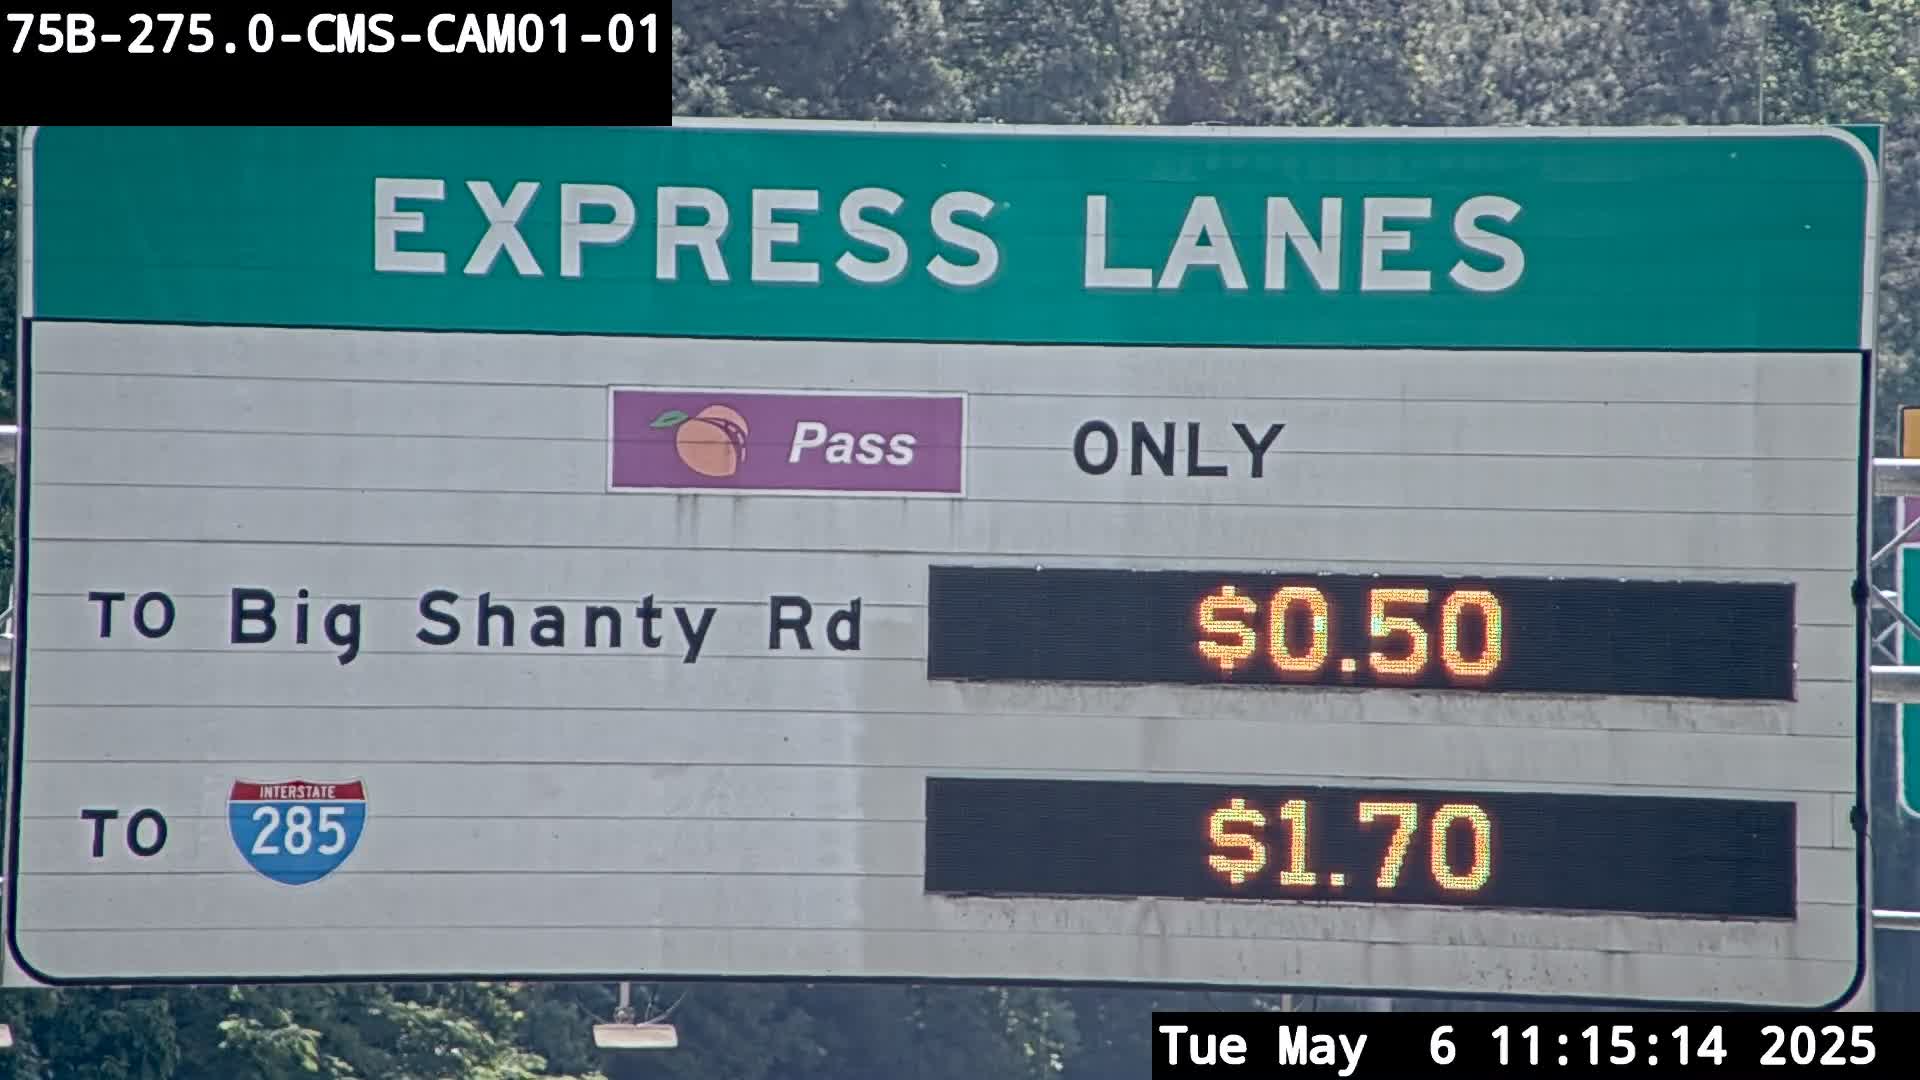 75B-275.0-CMS-CAM01-01
EXPRESS LANES
Pass ONLY
TO Big Shanty Rd $0.50
INTERSTATE
TO 285 $1.70
Tue May 6 11:15:14 2025